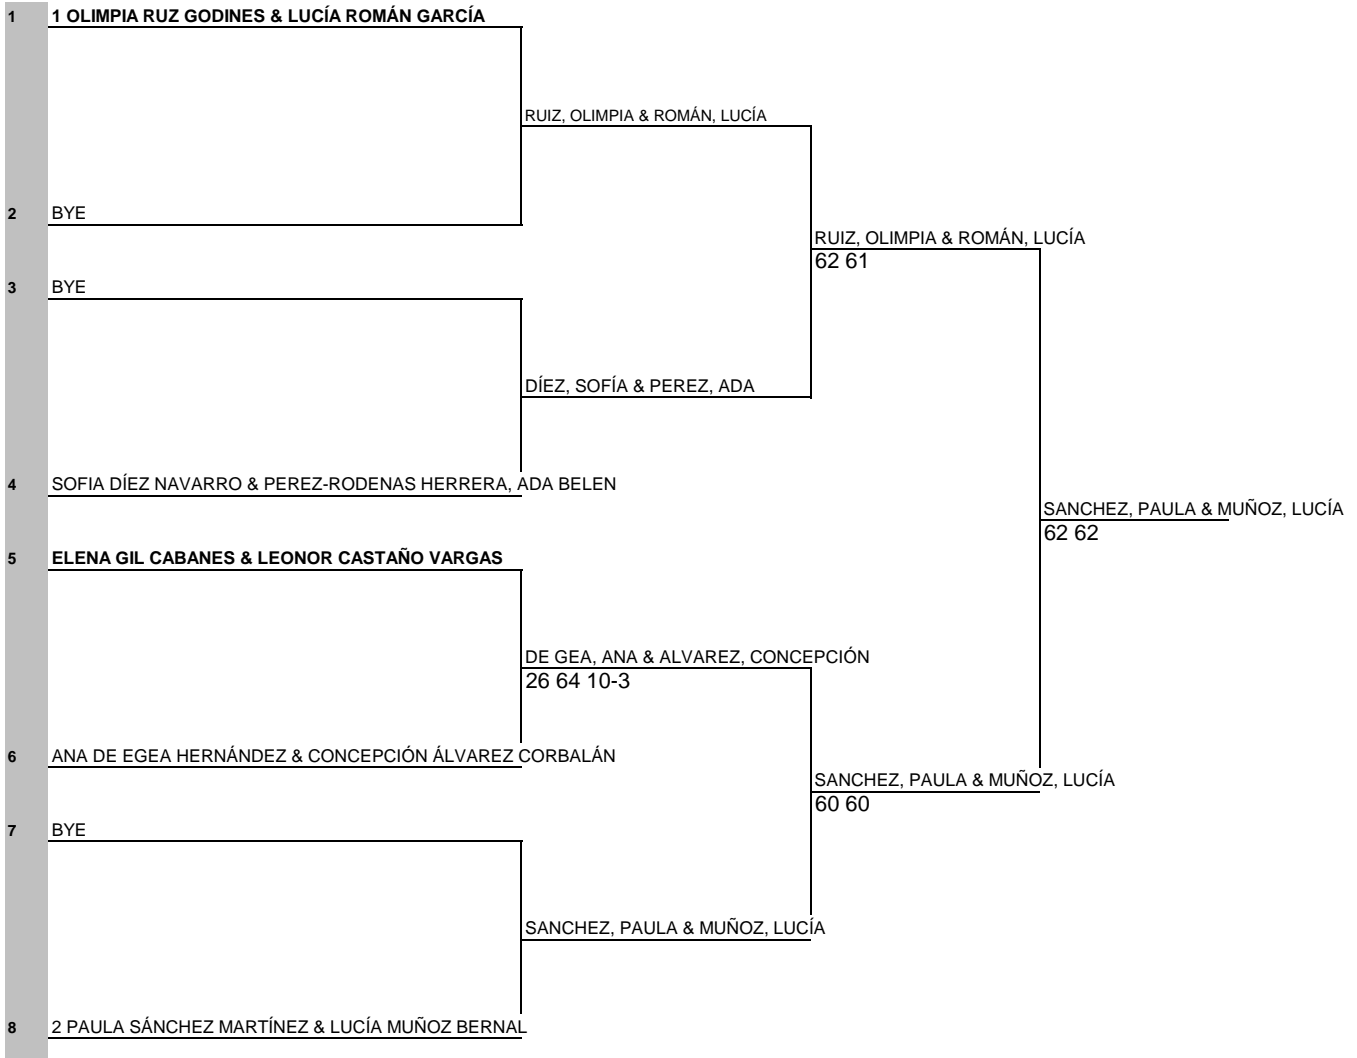 1 1 OLIMPIA RUZ GODINES & LUCÍA ROMÁN GARCÍA
RUIZ, OLIMPIA & ROMÁN, LUCÍA
2 BYE
RUIZ, OLIMPIA & ROMÁN, LUCÍA
62 61
3 BYE
DÍEZ, SOFÍA & PEREZ, ADA
4 SOFIA DÍEZ NAVARRO & PEREZ-RODENAS HERRERA, ADA BELEN
SANCHEZ, PAULA & MUÑOZ, LUCÍA
62 62
5 ELENA GIL CABANES & LEONOR CASTAÑO VARGAS
DE GEA, ANA & ALVAREZ, CONCEPCIÓN
26 64 10-3
6 ANA DE EGEA HERNÁNDEZ & CONCEPCIÓN ÁLVAREZ CORBALÁN
SANCHEZ, PAULA & MUÑOZ, LUCÍA
60 60
7 BYE
SANCHEZ, PAULA & MUÑOZ, LUCÍA
8 2 PAULA SÁNCHEZ MARTÍNEZ & LUCÍA MUÑOZ BERNAL